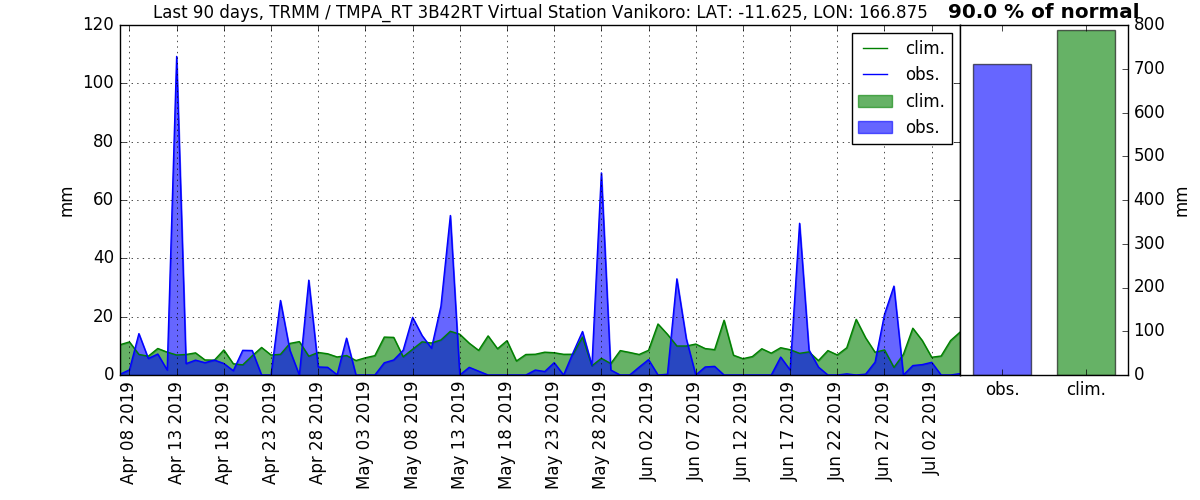 Last 90 days, TRMM / TMPA_RT 3B42RT Virtual Station Vanikoro: LAT: -11.625, LON: 166.875
90.0 % of normal
120
100
80
60
40
20
0
mm
clim.
obs.
clim.
obs.
Apr 08 2019
Apr 13 2019
Apr 18 2019
Apr 23 2019
Apr 28 2019
May 03 2019
May 08 2019
May 13 2019
May 18 2019
May 23 2019
May 28 2019
Jun 02 2019
Jun 07 2019
Jun 12 2019
Jun 17 2019
Jun 22 2019
Jun 27 2019
Jul 02 2019
800
700
600
500
400
300
200
100
0
mm
obs.
clim.